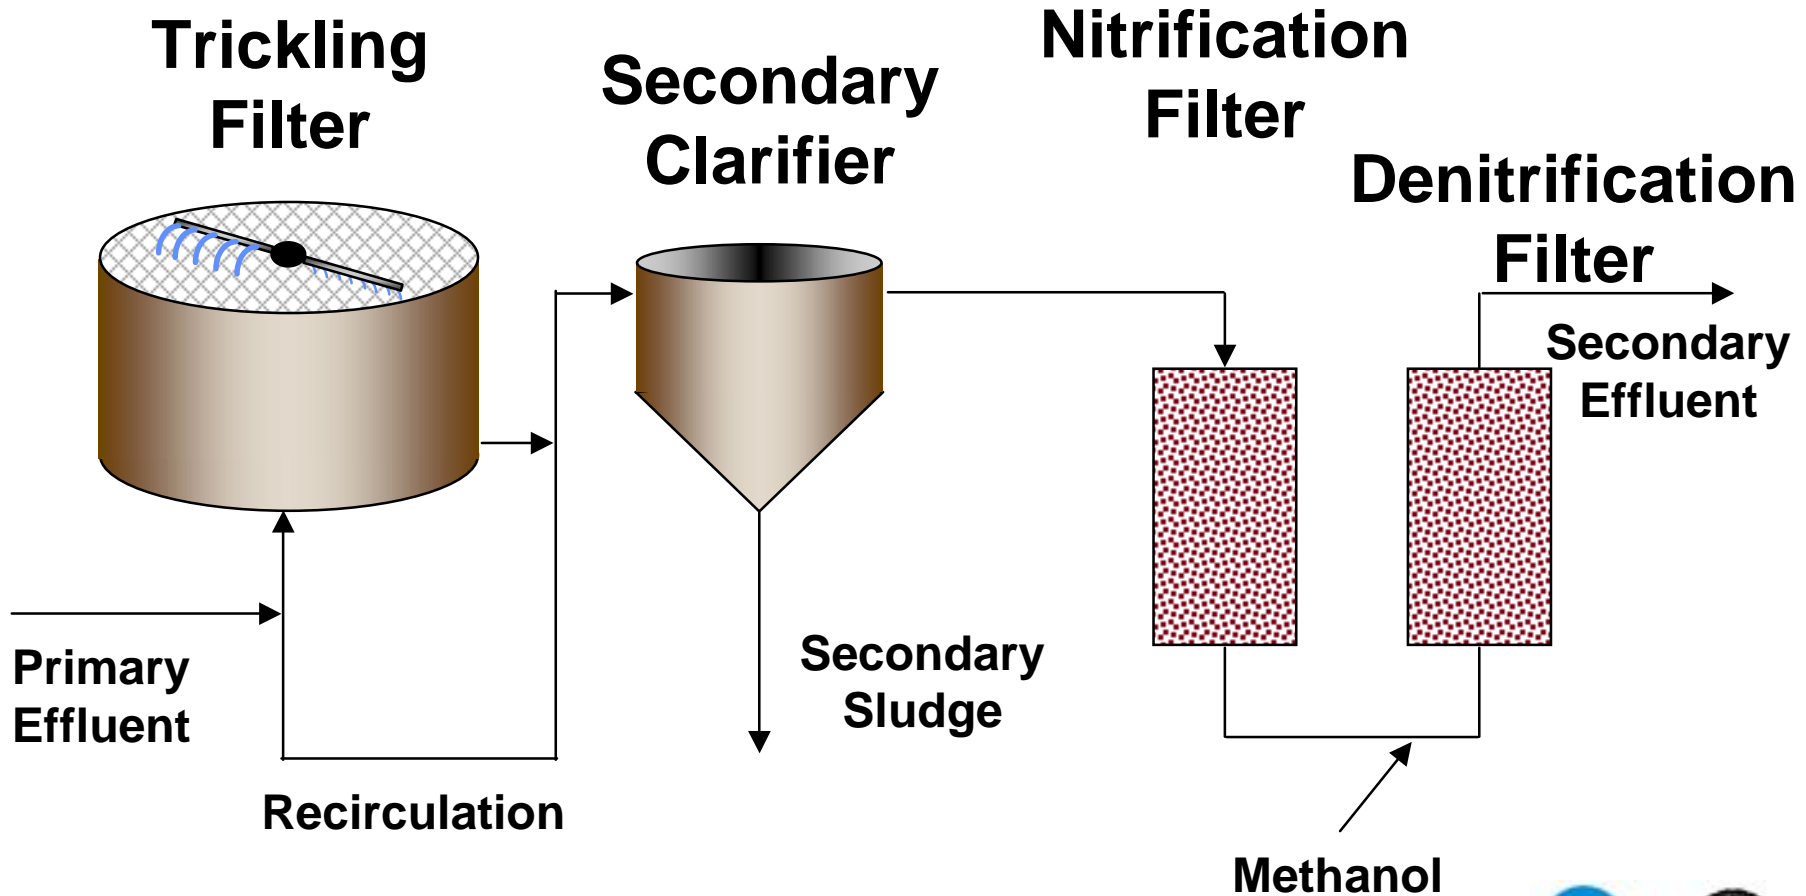 Trickling
Filter
Secondary
Clarifier
Nitrification
Filter
Denitrification
Filter
Secondary
Effluent
Primary
Effluent
Secondary
Sludge
Recirculation
Methanol